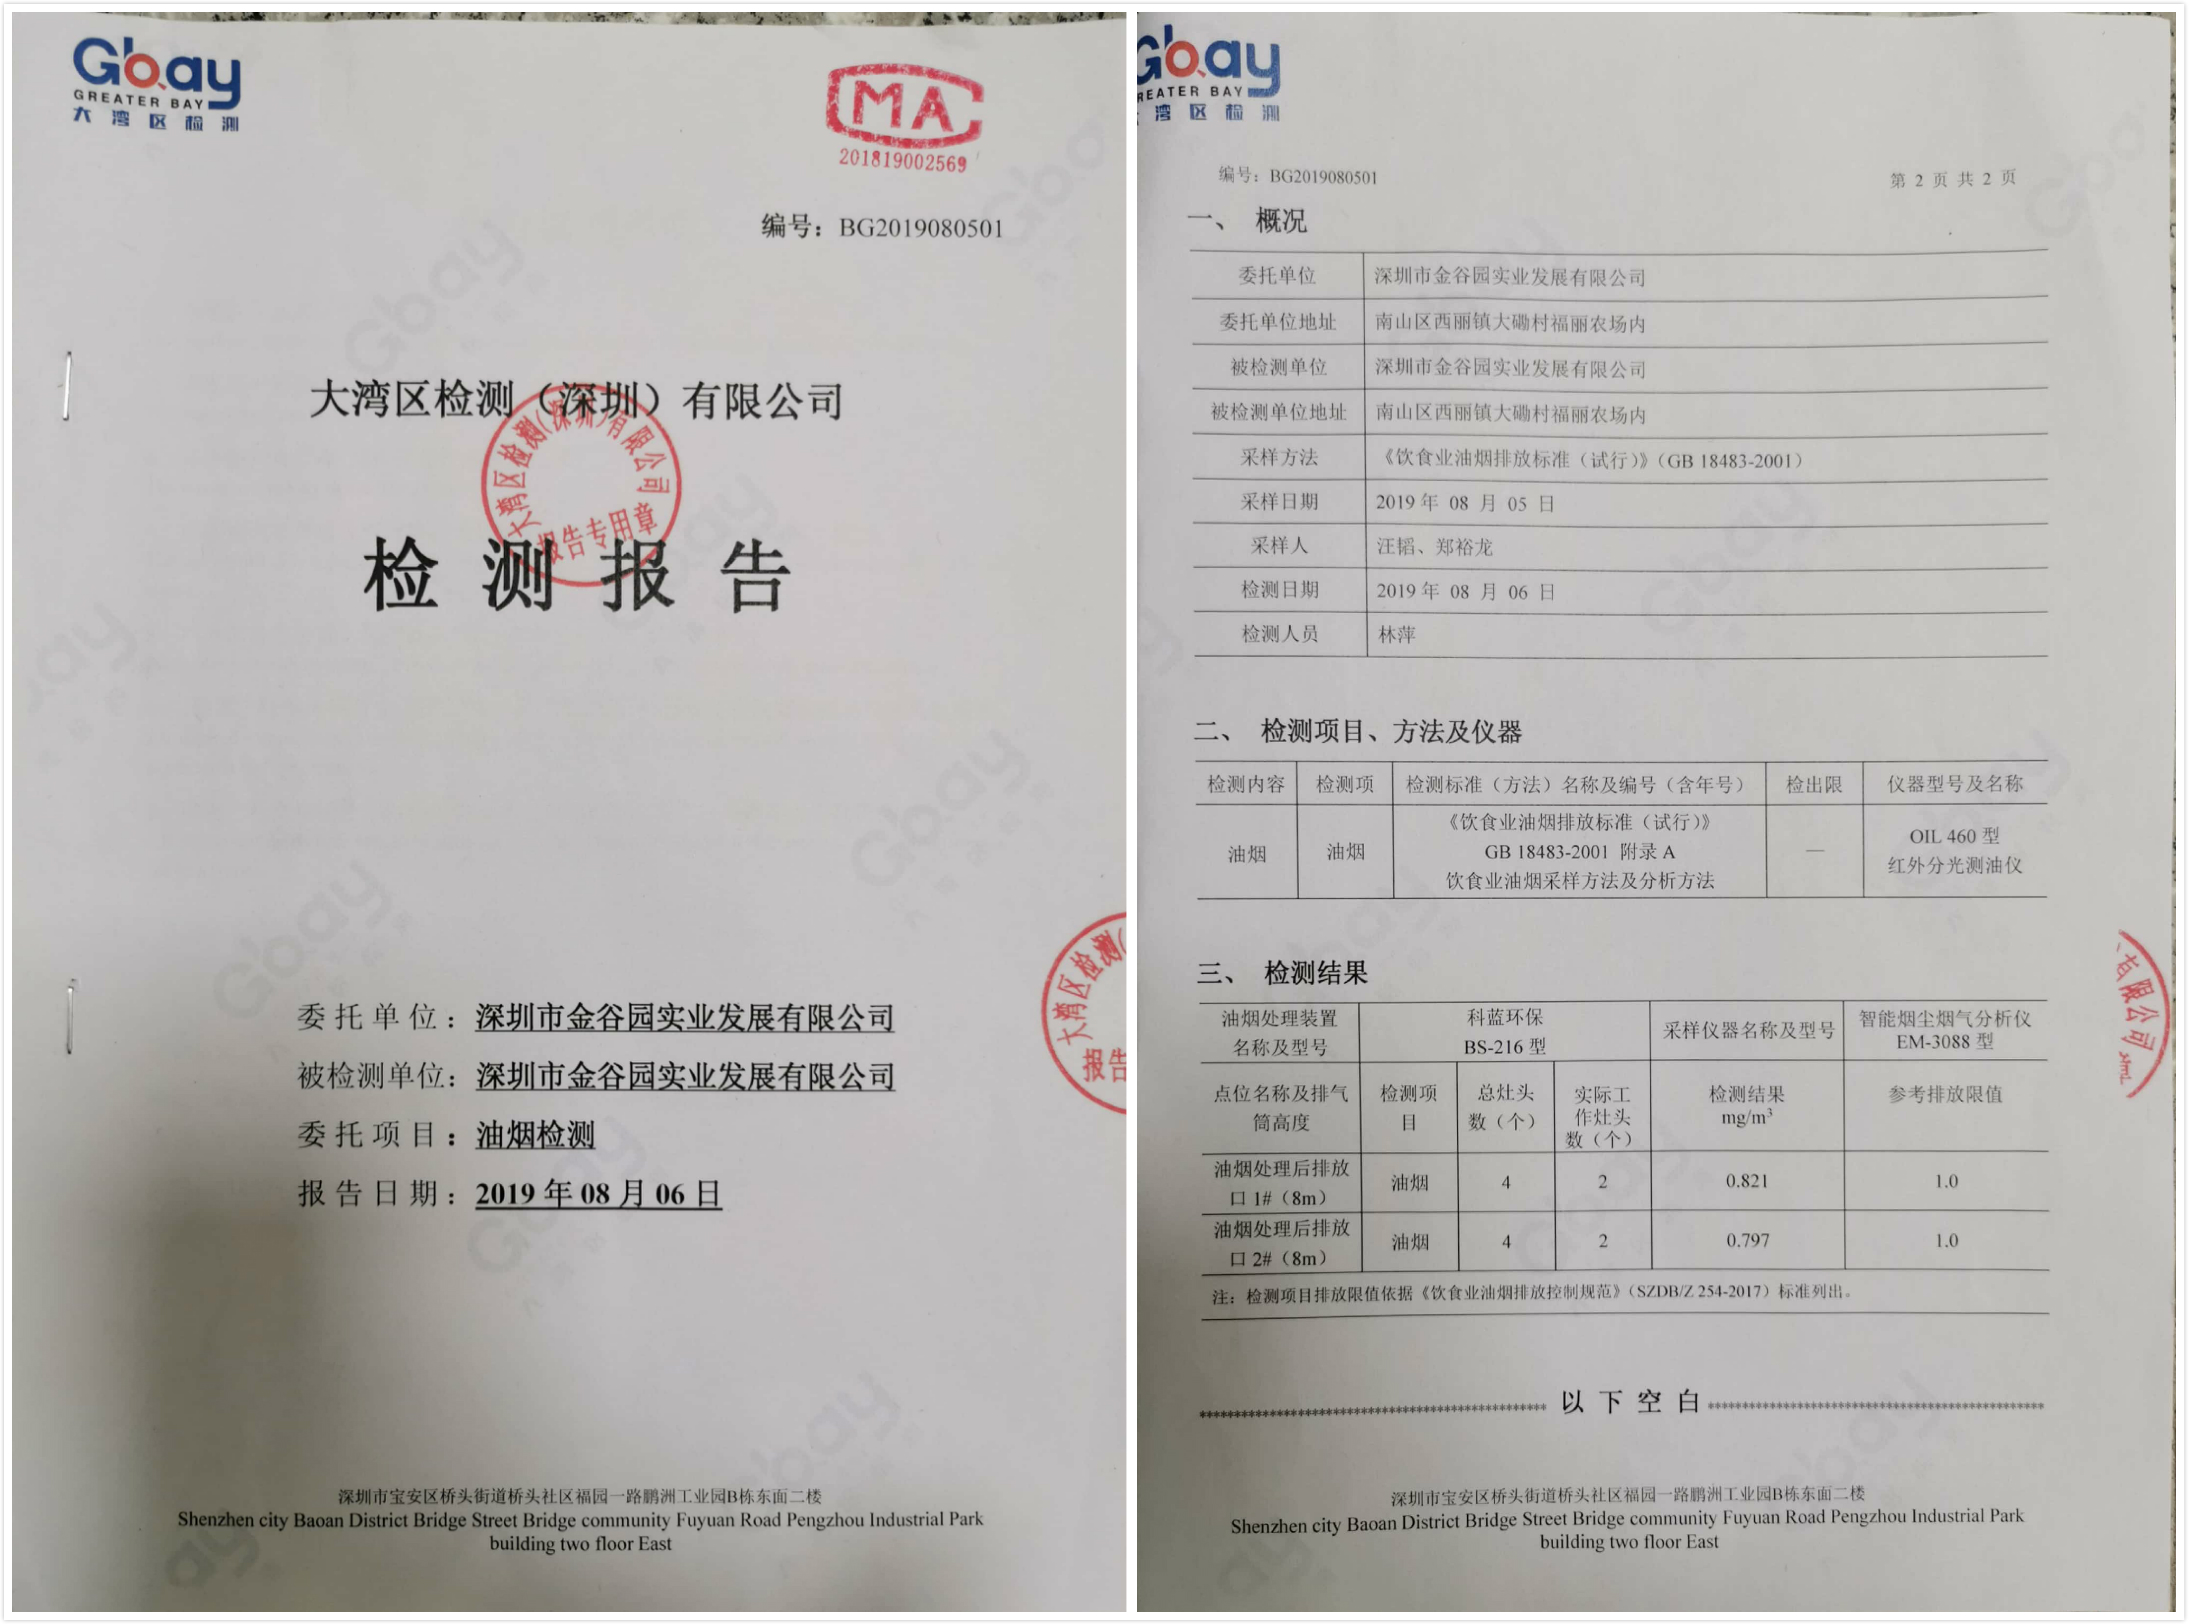 Gbay
GREATER BAY
大湾区检测
MA
201819002569
编号：BG2019080501
大湾区检测（深圳）有限公司
大湾区检测(深圳)有限公司
报告专用章
检测报告
大湾区检测(
报告
委托单位：深圳市金谷园实业发展有限公司
被检测单位：深圳市金谷园实业发展有限公司
委托项目：油烟检测
报告日期：2019年08月06日
深圳市宝安区桥头街道桥头社区福园一路鹏洲工业园B栋东面二楼
Shenzhen city Baoan District Bridge Street Bridge community Fuyuan Road Pengzhou Industrial Park
building two floor East
Gbay
REATER BAY
湾区检测
编号：BG2019080501
第 2 页 共 2 页
一、 概况
委托单位 深圳市金谷园实业发展有限公司
委托单位地址 南山区西丽镇大磡村福丽农场内
被检测单位 深圳市金谷园实业发展有限公司
被检测单位地址 南山区西丽镇大磡村福丽农场内
采样方法 《饮食业油烟排放标准（试行）》（GB 18483-2001）
采样日期 2019年 08 月 05 日
采样人 汪韬、郑裕龙
检测日期 2019年 08 月 06 日
检测人员 林萍
二、 检测项目、方法及仪器
检测内容 检测项 检测标准（方法）名称及编号（含年号） 检出限 仪器型号及名称
油烟 油烟 《饮食业油烟排放标准（试行）》 — OIL 460 型
GB 18483-2001 附录 A 红外分光测油仪
饮食业油烟采样方法及分析方法
三、 检测结果
油烟处理装置 科蓝环保 采样仪器名称及型号 智能烟尘烟气分析仪
名称及型号 BS-216 型 EM-3088 型
点位名称及排气 检测项 总灶头 实际工 检测结果 参考排放限值
筒高度 目 数（个） 作灶头 mg/m³
数（个）
油烟处理后排放 油烟 4 2 0.821 1.0
口 1#（8m）
油烟处理后排放 油烟 4 2 0.797 1.0
口 2#（8m）
注：检测项目排放限值依据《饮食业油烟排放控制规范》（SZDB/Z 254-2017）标准列出。
有限公司
章
以下空白
深圳市宝安区桥头街道桥头社区福园一路鹏洲工业园B栋东面二楼
Shenzhen city Baoan District Bridge Street Bridge community Fuyuan Road Pengzhou Industrial Park
building two floor East